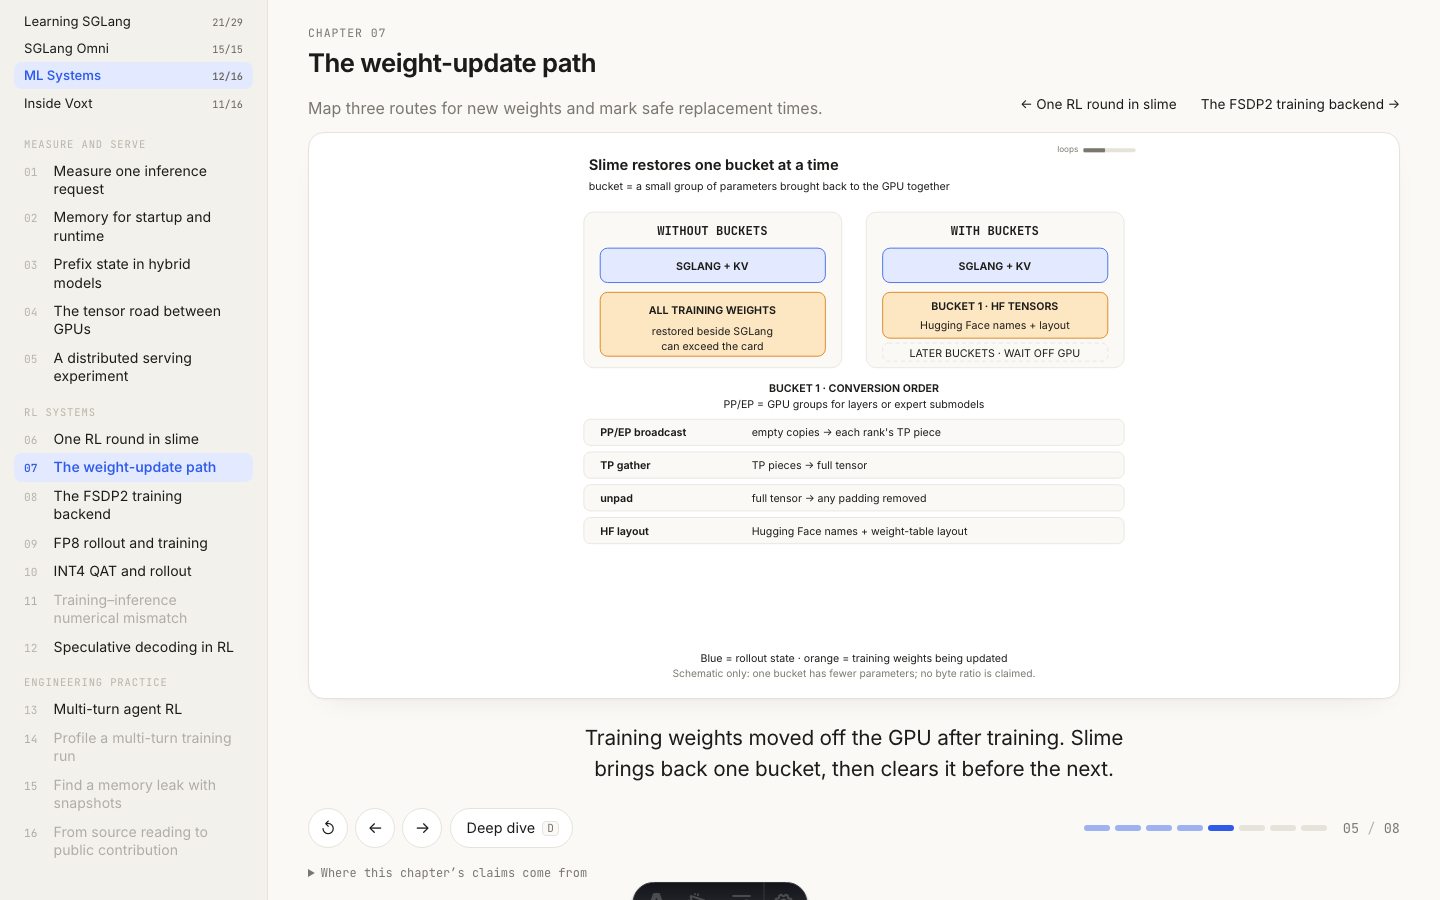 Learning SGLang 21/29
SGLang Omni 15/15
ML Systems 12/16
Inside Voxt 11/16
MEASURE AND SERVE
01 Measure one inference
request
02 Memory for startup and
runtime
03 Prefix state in hybrid
models
04 The tensor road between
GPUs
05 A distributed serving
experiment
RL SYSTEMS
06 One RL round in slime
07 The weight-update path
08 The FSDP2 training
backend
09 FP8 rollout and training
10 INT4 QAT and rollout
11 Training–inference
numerical mismatch
12 Speculative decoding in RL
ENGINEERING PRACTICE
13 Multi-turn agent RL
14 Profile a multi-turn training
run
15 Find a memory leak with
snapshots
16 From source reading to
public contribution
CHAPTER 07
The weight-update path
Map three routes for new weights and mark safe replacement times.
← One RL round in slime The FSDP2 training backend →
loops
Slime restores one bucket at a time
bucket = a small group of parameters brought back to the GPU together
WITHOUT BUCKETS
SGLANG + KV
ALL TRAINING WEIGHTS
restored beside SGLang
can exceed the card
WITH BUCKETS
SGLANG + KV
BUCKET 1 · HF TENSORS
Hugging Face names + layout
LATER BUCKETS · WAIT OFF GPU
BUCKET 1 · CONVERSION ORDER
PP/EP = GPU groups for layers or expert submodels
PP/EP broadcast empty copies → each rank's TP piece
TP gather TP pieces → full tensor
unpad full tensor → any padding removed
HF layout Hugging Face names + weight-table layout
Blue = rollout state · orange = training weights being updated
Schematic only: one bucket has fewer parameters; no byte ratio is claimed.
Training weights moved off the GPU after training. Slime
brings back one bucket, then clears it before the next.
Deep dive D
05 / 08
▶ Where this chapter's claims come from